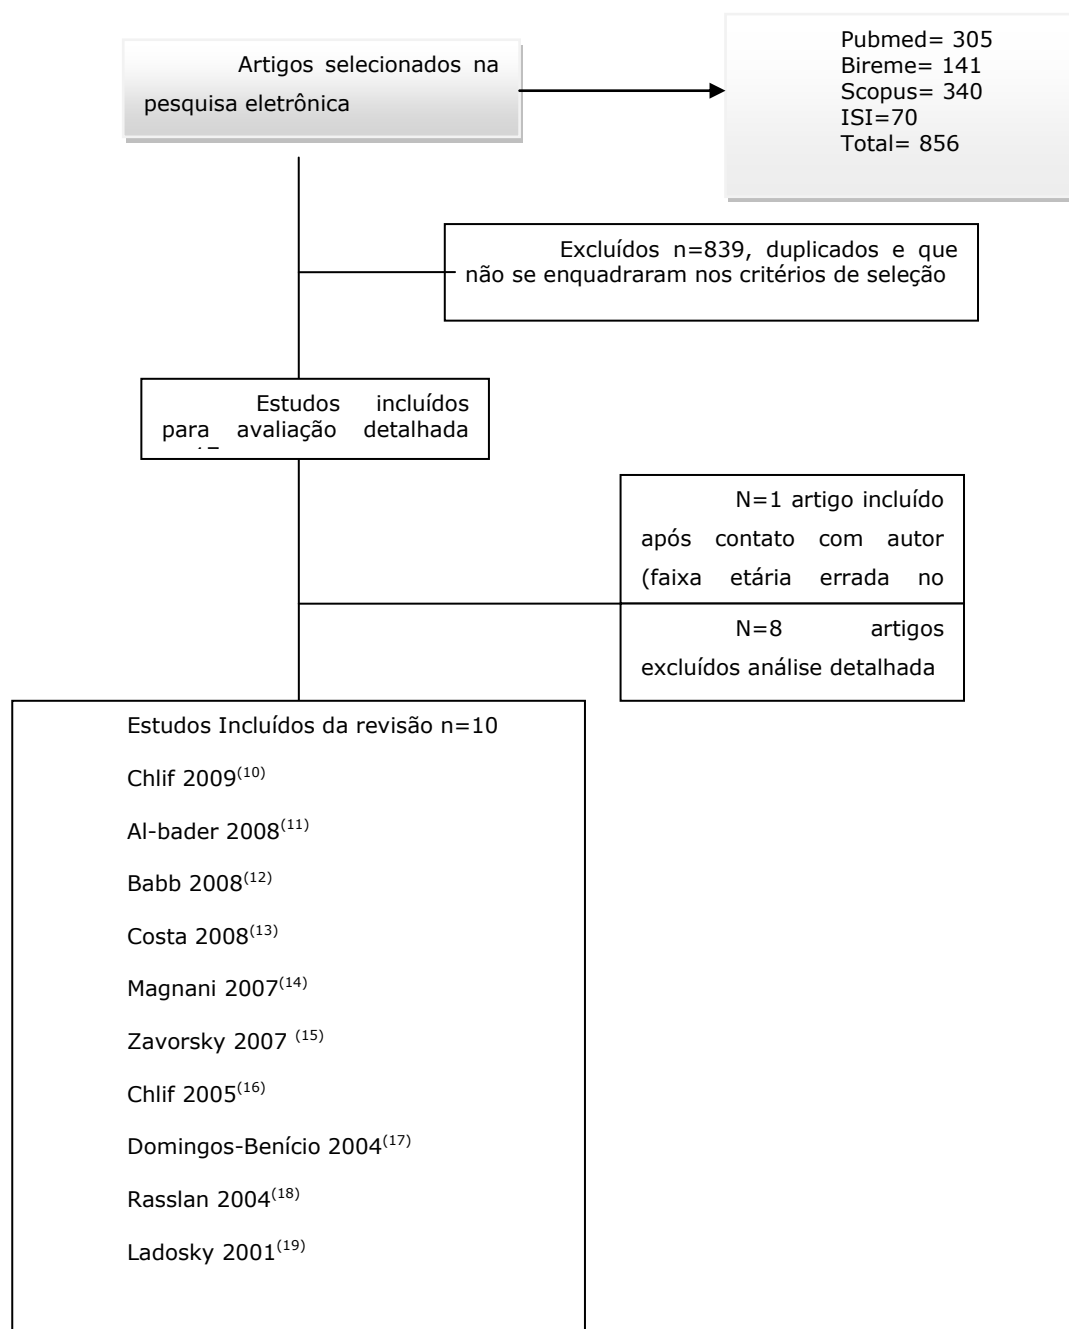 Artigos selecionados na
pesquisa eletrônica
Pubmed= 305
Bireme= 141
Scopus= 340
ISI=70
Total= 856
Excluídos n=839, duplicados e que
não se enquadraram nos critérios de seleção
Estudos incluídos
para avaliação detalhada
N=1 artigo incluído
após contato com autor
(faixa etária errada no
N=8 artigos
excluídos análise detalhada
Estudos Incluídos da revisão n=10
Chlif 2009(10)
Al-bader 2008(11)
Babb 2008(12)
Costa 2008(13)
Magnani 2007(14)
Zavorsky 2007 (15)
Chlif 2005(16)
Domingos-Benício 2004(17)
Rasslan 2004(18)
Ladosky 2001(19)